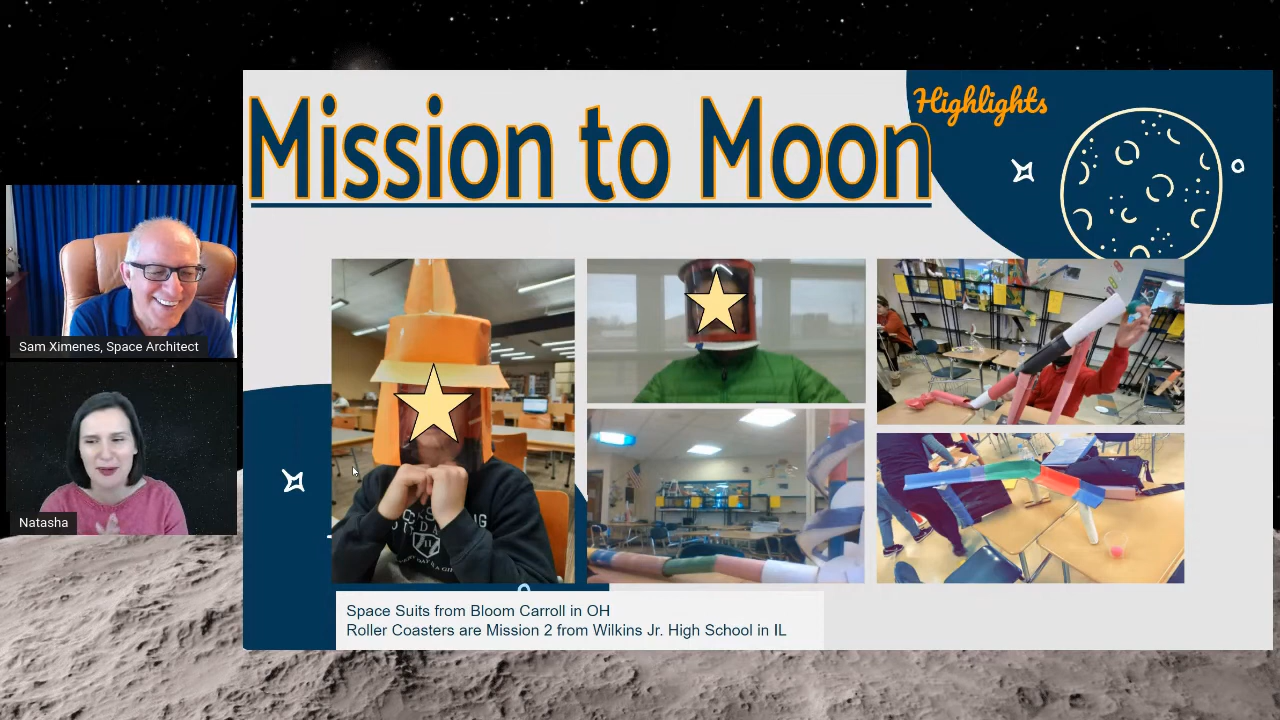 Mission to Moon
Highlights
Sam Ximenes, Space Architect
Natasha
Space Suits from Bloom Carroll in OH
Roller Coasters are Mission 2 from Wilkins Jr. High School in IL